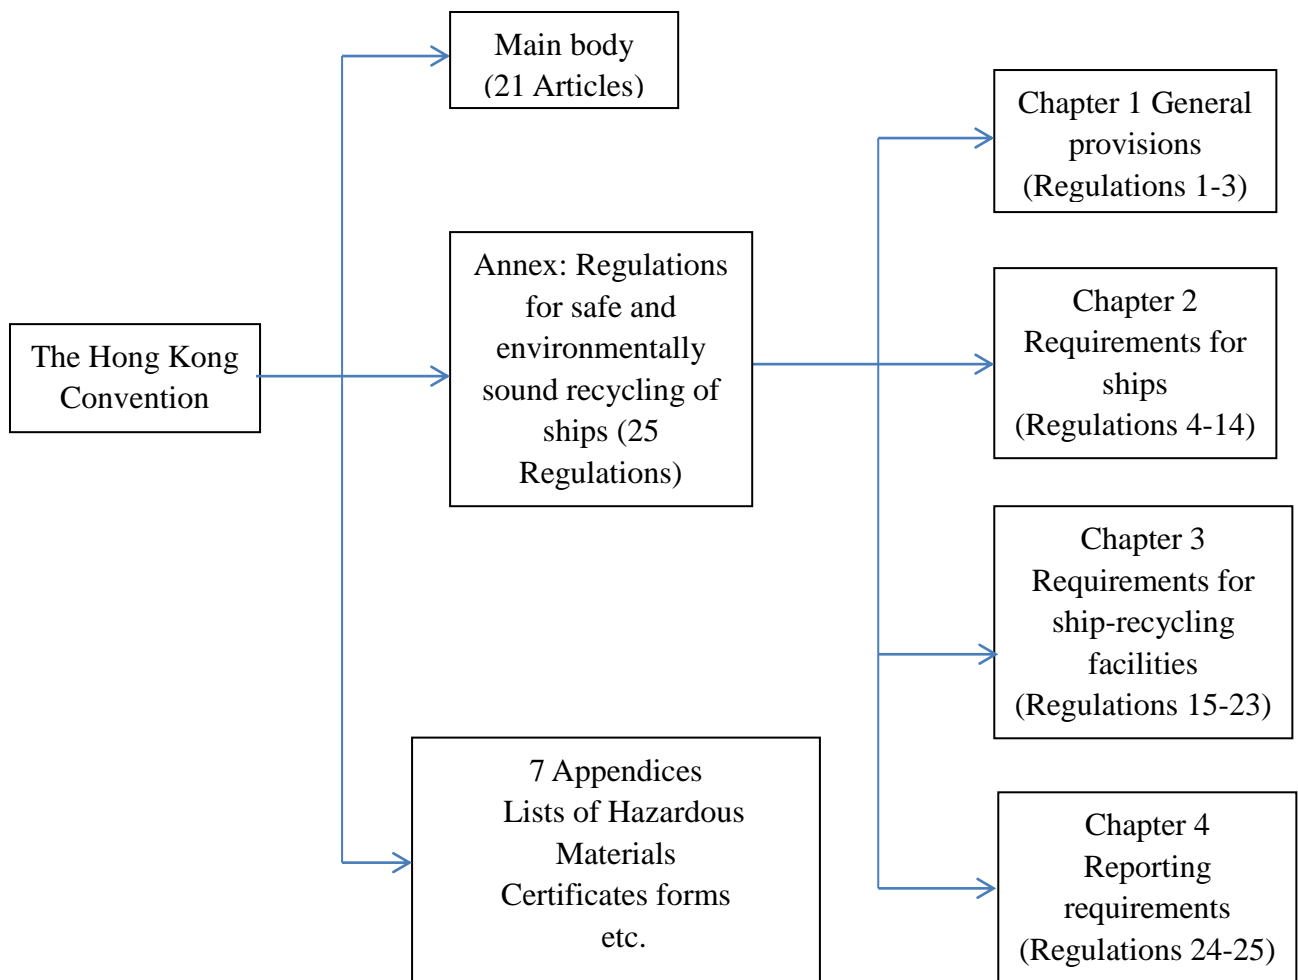 The Hong Kong
Convention
Main body
(21 Articles)
Annex: Regulations
for safe and
environmentally
sound recycling of
ships (25
Regulations)
7 Appendices
Lists of Hazardous
Materials
Certificates forms
etc.
Chapter 1 General
provisions
(Regulations 1-3)
Chapter 2
Requirements for
ships
(Regulations 4-14)
Chapter 3
Requirements for
ship-recycling
facilities
(Regulations 15-23)
Chapter 4
Reporting
requirements
(Regulations 24-25)